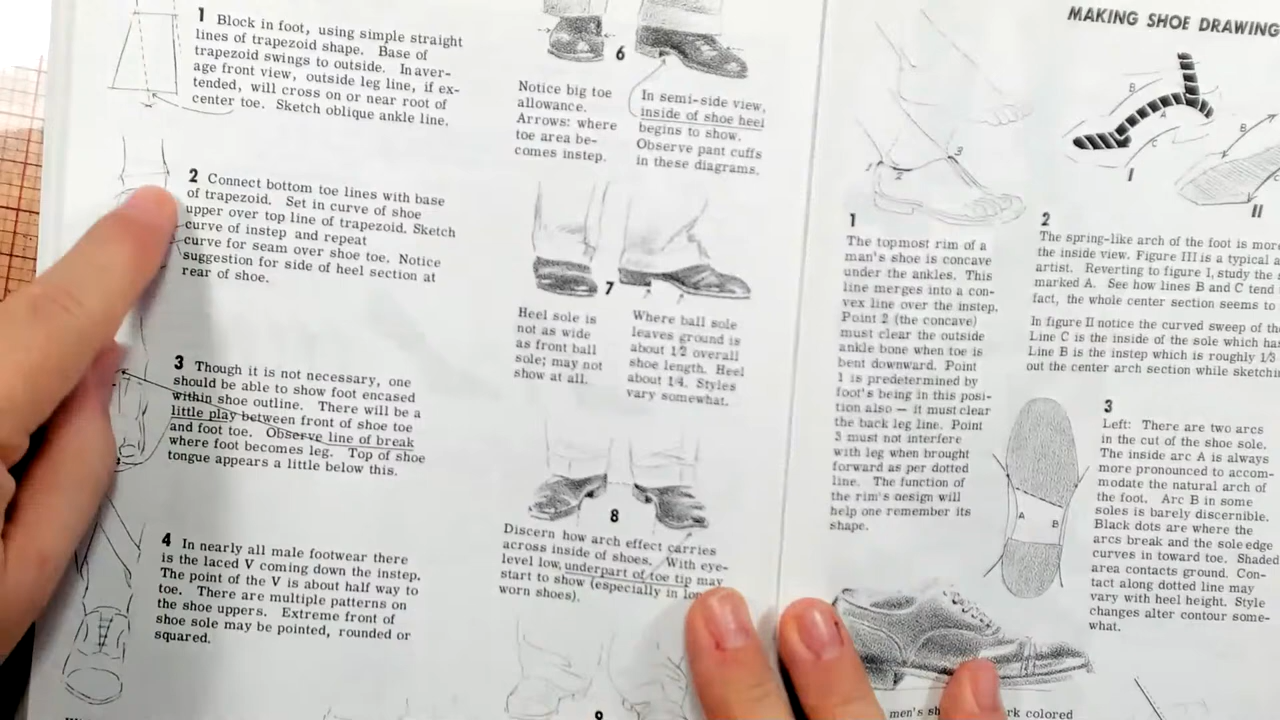 1 Block in foot, using simple straight
lines of trapezoid shape. Base of
trapezoid swings to outside. In aver-
age front view, outside leg line, if ex-
tended, will cross on or near root of
center toe. Sketch oblique ankle line.
2 Connect bottom toe lines with base
of trapezoid. Set in curve of shoe
upper over top line of trapezoid. Sketch
curve of instep and repeat
curve for seam over shoe toe. Notice
suggestion for side of heel section at
rear of shoe.
3 Though it is not necessary, one
should be able to show foot encased
within shoe outline. There will be a
little play between front of shoe toe
and foot toe. Observe line of break
where foot becomes leg. Top of shoe
tongue appears a little below this.
4 In nearly all male footwear there
is the laced V coming down the instep.
The point of the V is about half way to
toe. There are multiple patterns on
the shoe uppers. Extreme front of
shoe sole may be pointed, rounded or
squared.
6
Notice big toe
allowance.
Arrows: where
toe area be-
comes instep.
In semi-side view,
inside of shoe heel
begins to show.
Observe pant cuffs
in these diagrams.
7
Heel sole is
not as wide
as front ball
sole; may not
show at all.
Where ball sole
leaves ground is
about 1/2 overall
shoe length. Heel
about 1/4. Styles
vary somewhat.
8
Discern how arch effect carries
across inside of shoes. With eye-
level low, underpart of toe tip may
start to show (especially in
worn shoes).
9
MAKING SHOE DRAWING
1
2
3
1
The topmost rim of a
man's shoe is concave
under the ankles. This
line merges into a con-
vex line over the instep.
Point 2 (the concave)
must clear the outside
ankle bone when toe is
bent downward. Point
1 is predetermined by
foot's being in this posi-
tion also — it must clear
the back leg line. Point
3 must not interfere
with leg when brought
forward as per dotted
line. The function of
the rim's design will
help one remember its
shape.
B
A
C
I
B
C
II
2
The spring-like arch of the foot is
the inside view. Figure III is a typical
artist. Reverting to figure I, study the
marked A. See how lines B and C tend
fact, the whole center section seems to
In figure II notice the curved sweep of
Line C is the inside of the sole which
Line B is the instep which is roughly 1/3
out the center arch section while
A
B
3
Left: There are two arcs
in the cut of the shoe sole.
The inside arc A is always
more pronounced to accom-
modate the natural arch of
the foot. Arc B in some
soles is barely discernible.
Black dots are where the
arcs break and the sole edge
curves in toward toe. Shaded
area contacts ground. Con-
tact along dotted line may
vary with heel height. Style
changes alter contour some-
what.
men's colored